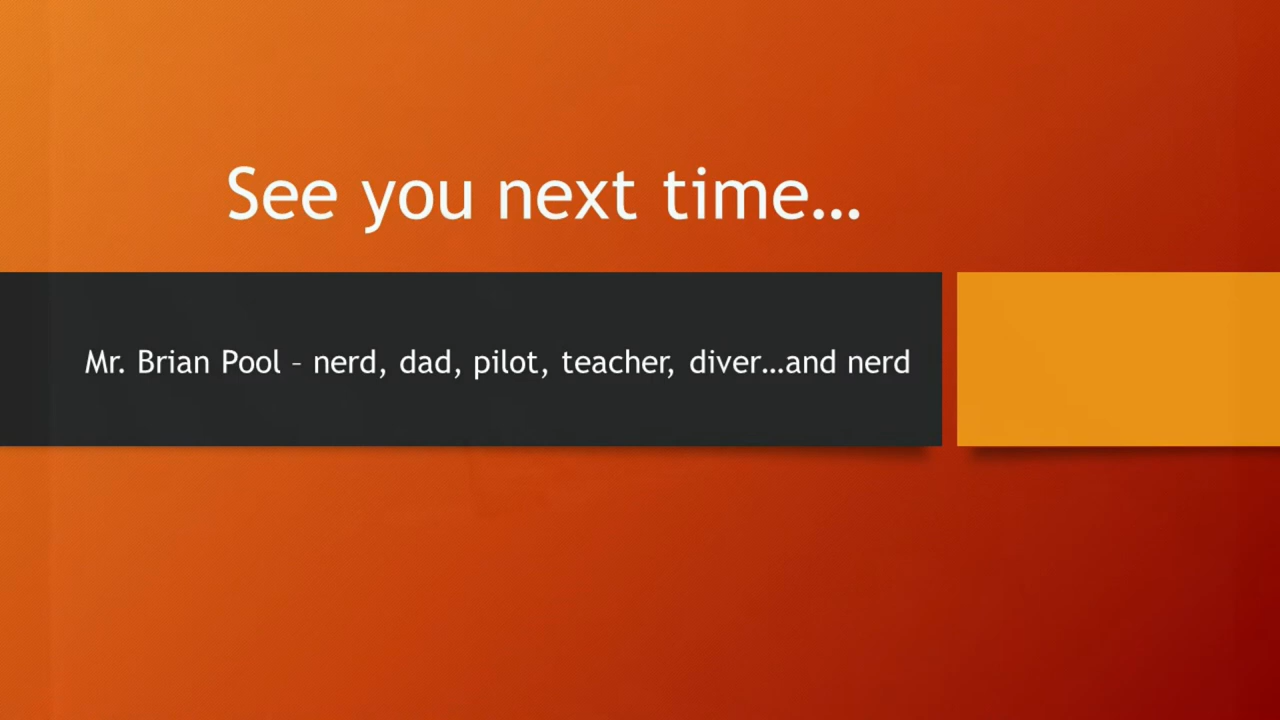 See you next time…
Mr. Brian Pool – nerd, dad, pilot, teacher, diver…and nerd